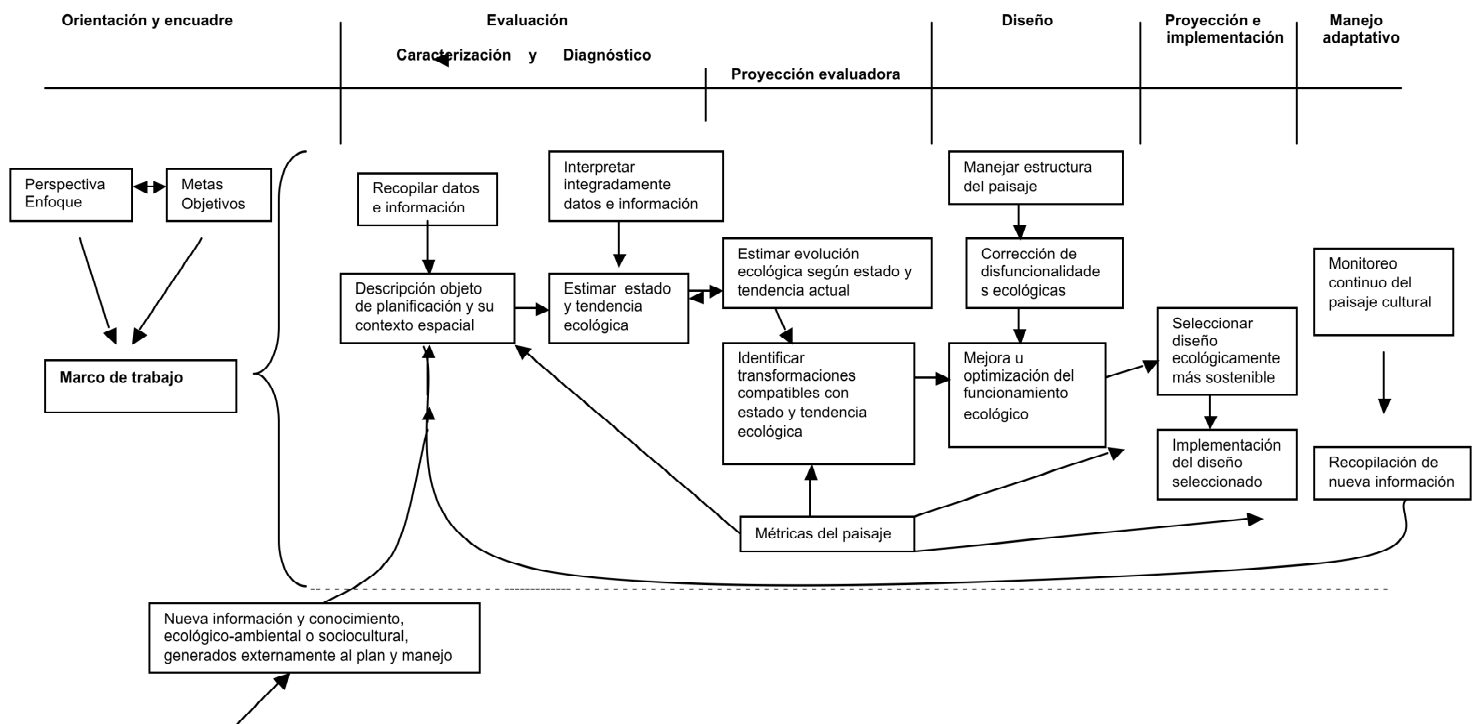 Orientación y encuadre
Evaluación
Diseño
Proyección e
implementación
Manejo
adaptativo
Caracterización y Diagnóstico
Proyección evaluadora
Perspectiva
Enfoque
Metas
Objetivos
Marco de trabajo
Recopilar datos
e información
Interpretar
integradamente
datos e información
Descripción objeto
de planificación y su
contexto espacial
Estimar estado
y tendencia
ecológica
Estimar evolución
ecológica según estado y
tendencia actual
Identificar
transformaciones
compatibles con
estado y tendencia
ecológica
Métricas del paisaje
Manejar estructura
del paisaje
Corrección de
disfuncionalidade
s ecológicas
Mejora u
optimización del
funcionamiento
ecológico
Seleccionar
diseño
ecológicamente
más sostenible
Implementación
del diseño
seleccionado
Monitoreo
continuo del
paisaje cultural
Recopilación de
nueva información
Nueva información y conocimiento,
ecológico-ambiental o sociocultural,
generados externamente al plan y manejo